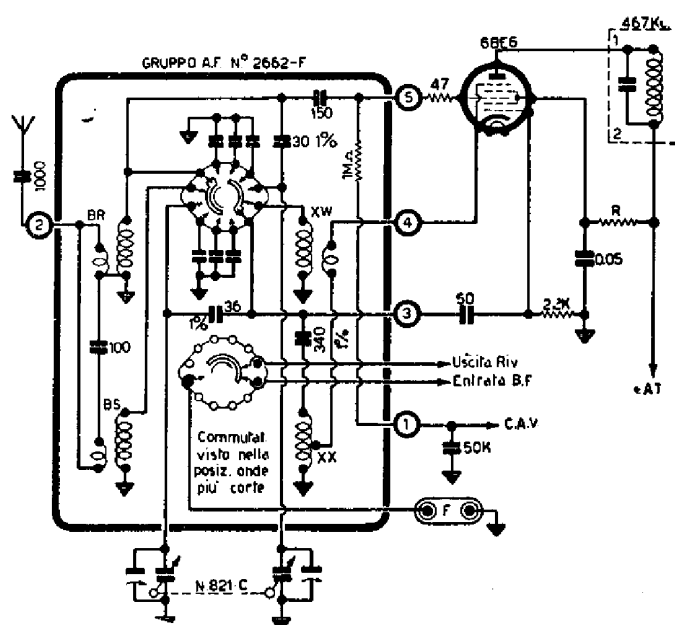 GRUPPO A.F. N° 2662-F
6BE6
467Kc.
1
2
5
47
150
30 1%
1MΩ
1000
2
BR
XW
4
R
0.05
36
1%
3
50
2.2K
340
1%
100
Uscita Riv.
Entrata B.F.
+AT
BS
Commutat.
visto nella
posiz. onde
piu' corte
XX
1
C.A.V
50K
F
N.821-C